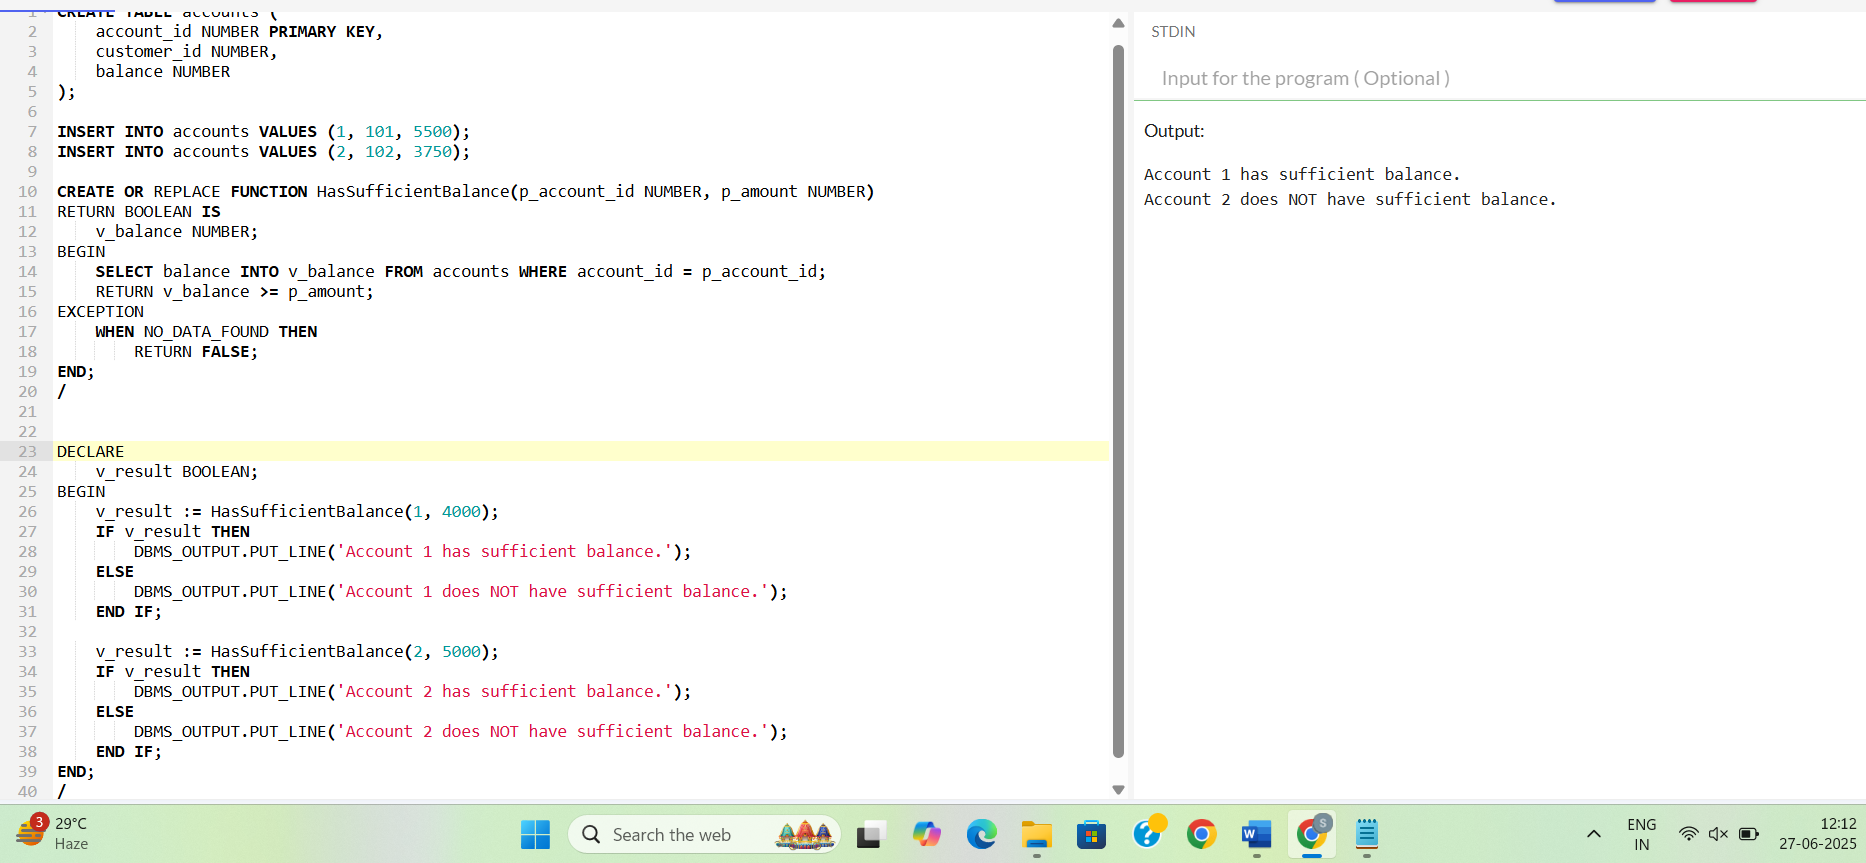 1 CREATE TABLE accounts (
2 account_id NUMBER PRIMARY KEY,
3 customer_id NUMBER,
4 balance NUMBER
5 );
6
7 INSERT INTO accounts VALUES (1, 101, 5500);
8 INSERT INTO accounts VALUES (2, 102, 3750);
9
10 CREATE OR REPLACE FUNCTION HasSufficientBalance(p_account_id NUMBER, p_amount NUMBER)
11 RETURN BOOLEAN IS
12 v_balance NUMBER;
13 BEGIN
14 SELECT balance INTO v_balance FROM accounts WHERE account_id = p_account_id;
15 RETURN v_balance >= p_amount;
16 EXCEPTION
17 WHEN NO_DATA_FOUND THEN
18 RETURN FALSE;
19 END;
20 /
21
22
23 DECLARE
24 v_result BOOLEAN;
25 BEGIN
26 v_result := HasSufficientBalance(1, 4000);
27 IF v_result THEN
28 DBMS_OUTPUT.PUT_LINE('Account 1 has sufficient balance.');
29 ELSE
30 DBMS_OUTPUT.PUT_LINE('Account 1 does NOT have sufficient balance.');
31 END IF;
32
33 v_result := HasSufficientBalance(2, 5000);
34 IF v_result THEN
35 DBMS_OUTPUT.PUT_LINE('Account 2 has sufficient balance.');
36 ELSE
37 DBMS_OUTPUT.PUT_LINE('Account 2 does NOT have sufficient balance.');
38 END IF;
39 END;
40 /
STDIN
Input for the program ( Optional )
Output:
Account 1 has sufficient balance.
Account 2 does NOT have sufficient balance.
3
29°C
Haze
Search the web
W
S
ENG
IN
12:12
27-06-2025